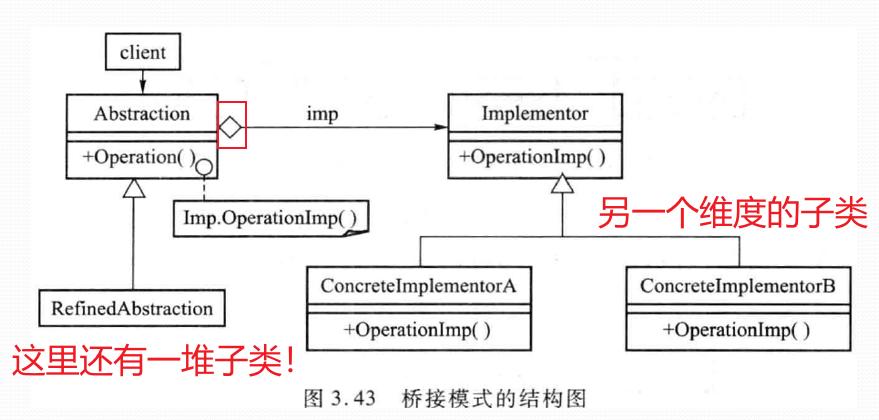 client
Abstraction
imp
Implementor
+Operation( )
+OperationImp( )
Imp.OperationImp( )
另一个维度的子类
RefinedAbstraction
ConcreteImplementorA
ConcreteImplementorB
+OperationImp( )
+OperationImp( )
这里还有一堆子类!
图 3.43 桥接模式的结构图